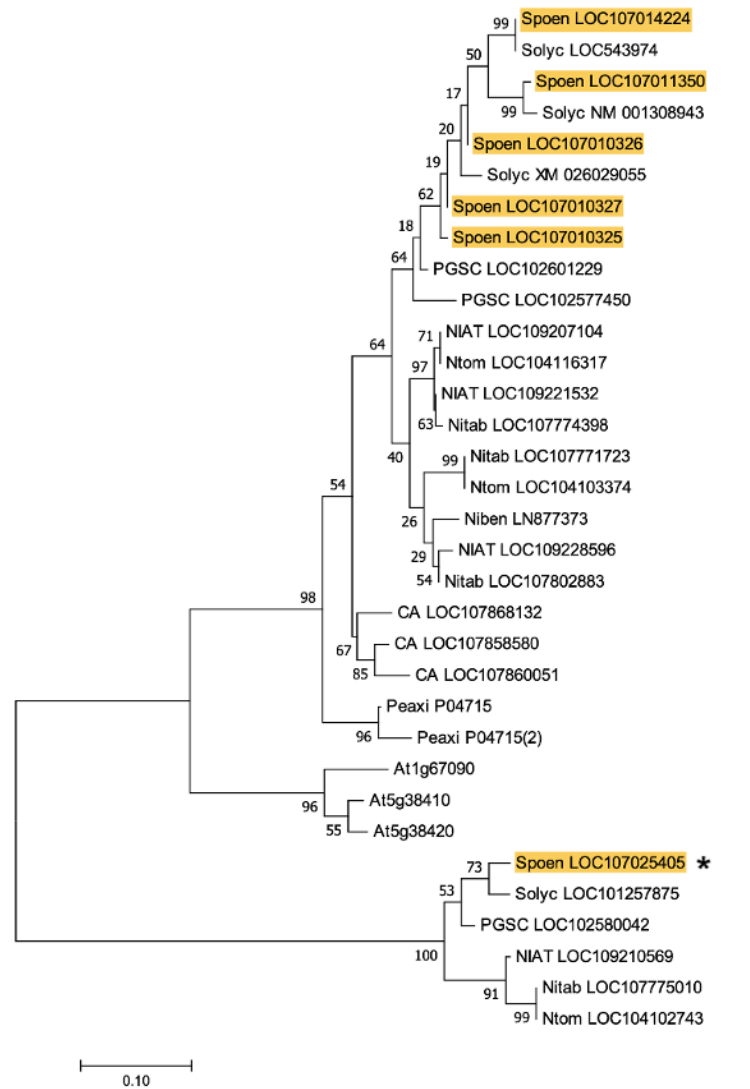 99 Spoen LOC107014224
Solyc LOC543974
50
Spoen LOC107011350
17
99 Solyc NM 001308943
20
Spoen LOC107010326
19
Solyc XM 026029055
62
Spoen LOC107010327
18
Spoen LOC107010325
64
PGSC LOC102601229
PGSC LOC102577450
71 NIAT LOC109207104
64
Ntom LOC104116317
97
NIAT LOC109221532
63 Nitab LOC107774398
40
99 Nitab LOC107771723
54
Ntom LOC104103374
26
Niben LN877373
29
NIAT LOC109228596
54 Nitab LOC107802883
98
CA LOC107868132
67
CA LOC107858580
85 CA LOC107860051
Peaxi P04715
96 Peaxi P04715(2)
At1g67090
96
At5g38410
55 At5g38420
73 Spoen LOC107025405 *
53
Solyc LOC101257875
PGSC LOC102580042
100
NIAT LOC109210569
91
Nitab LOC107775010
99 Ntom LOC104102743
0.10